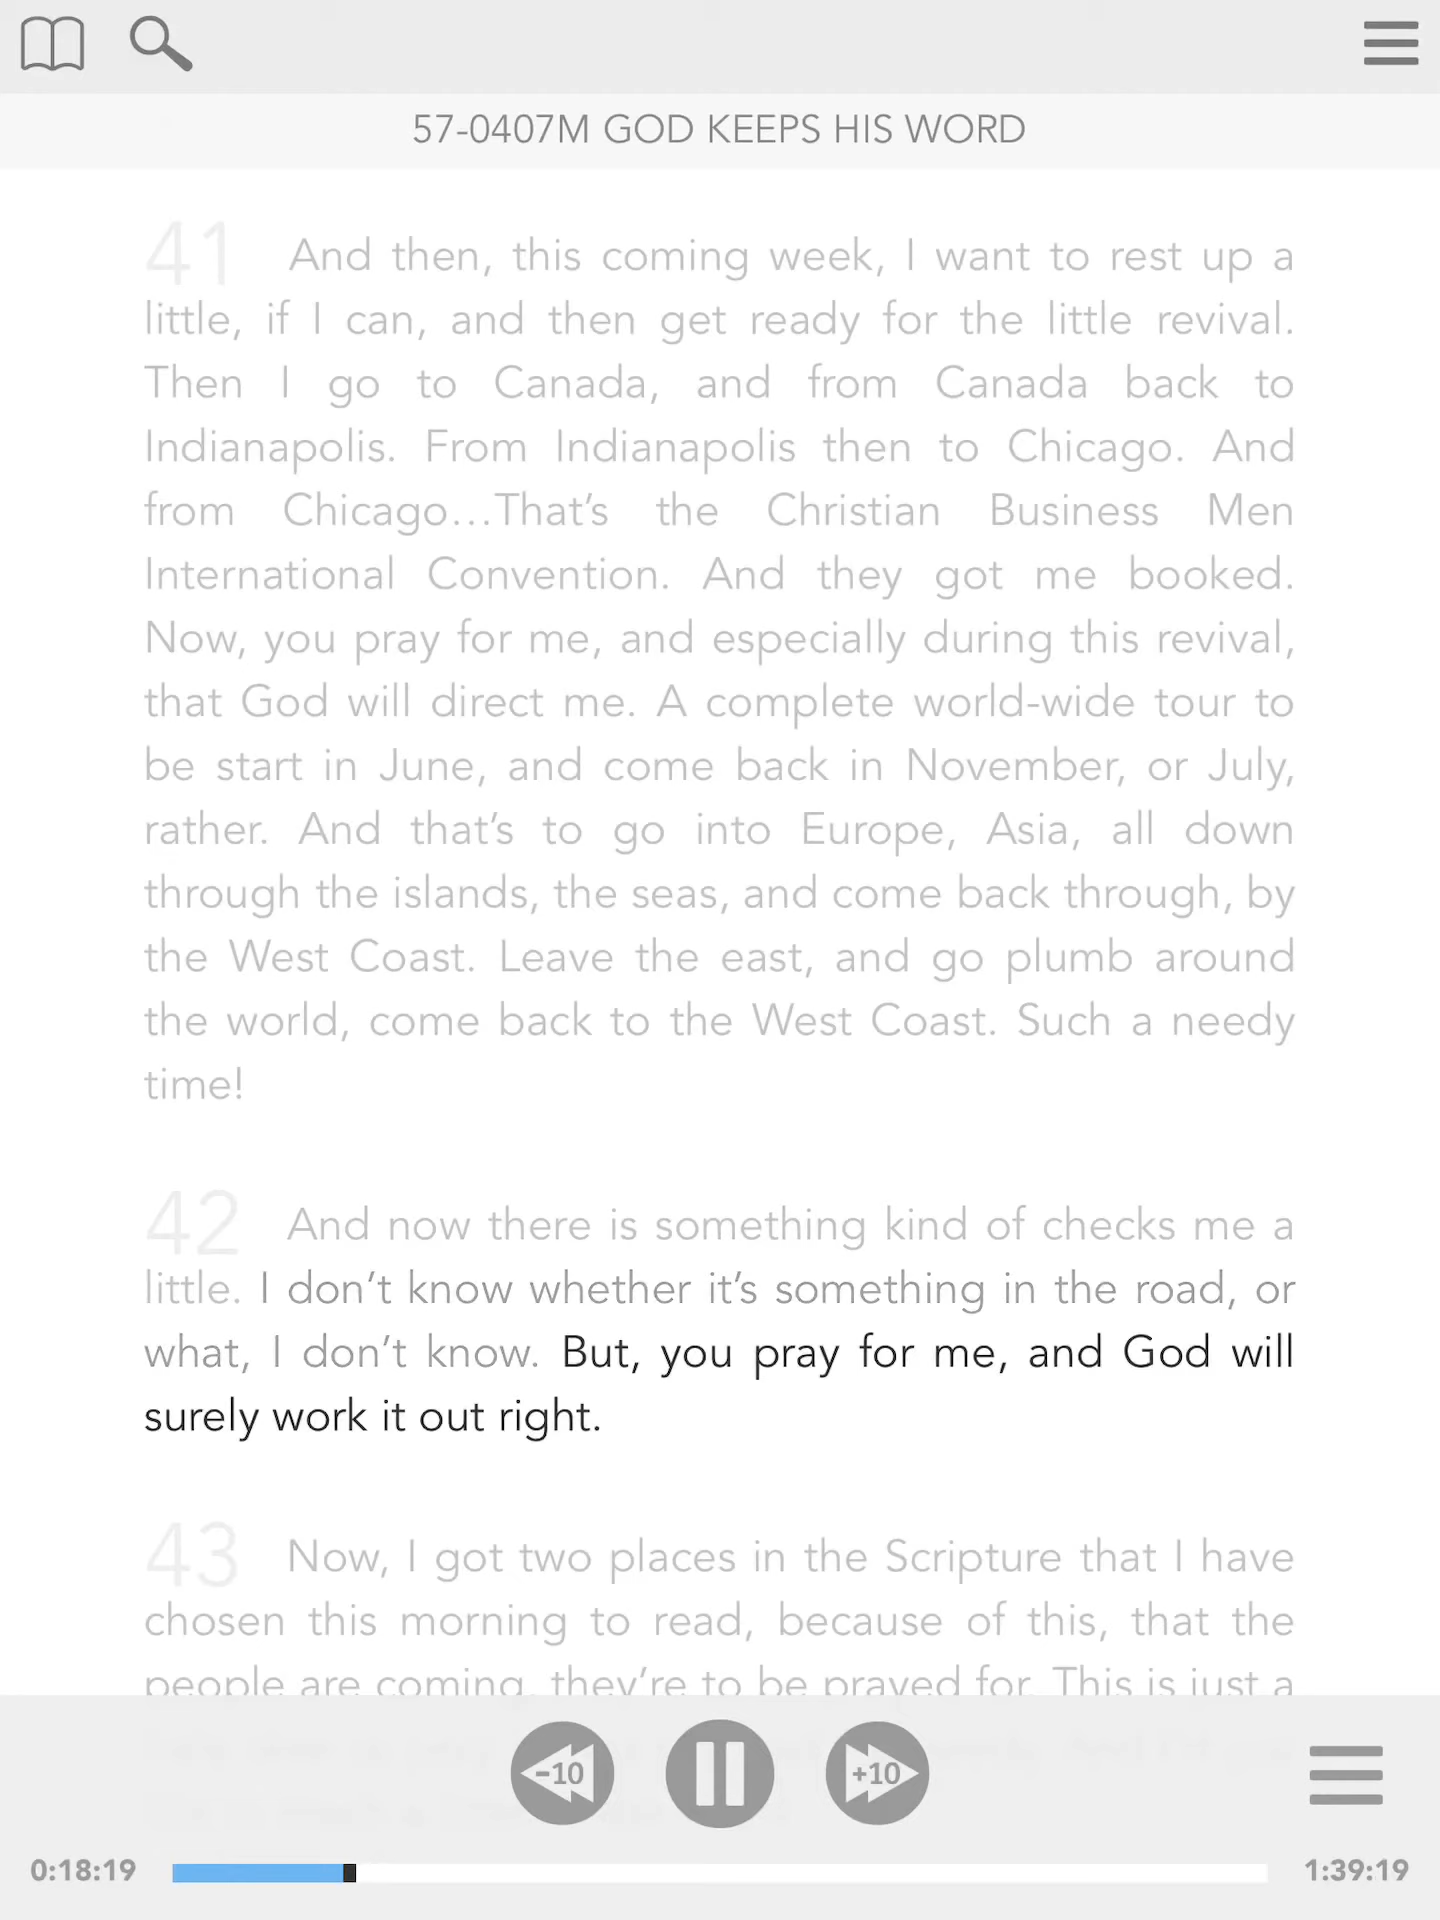 57-0407M GOD KEEPS HIS WORD
41 And then, this coming week, I want to rest up a
little, if I can, and then get ready for the little revival.
Then I go to Canada, and from Canada back to
Indianapolis. From Indianapolis then to Chicago. And
from Chicago…That’s the Christian Business Men
International Convention. And they got me booked.
Now, you pray for me, and especially during this revival,
that God will direct me. A complete world-wide tour to
be start in June, and come back in November, or July,
rather. And that’s to go into Europe, Asia, all down
through the islands, the seas, and come back through, by
the West Coast. Leave the east, and go plumb around
the world, come back to the West Coast. Such a needy
time!
42 And now there is something kind of checks me a
little. I don’t know whether it’s something in the road, or
what, I don’t know. But, you pray for me, and God will
surely work it out right.
43 Now, I got two places in the Scripture that I have
chosen this morning to read, because of this, that the
people are coming, they’re to be prayed for. This is just a
-10 +10
0:18:19 1:39:19